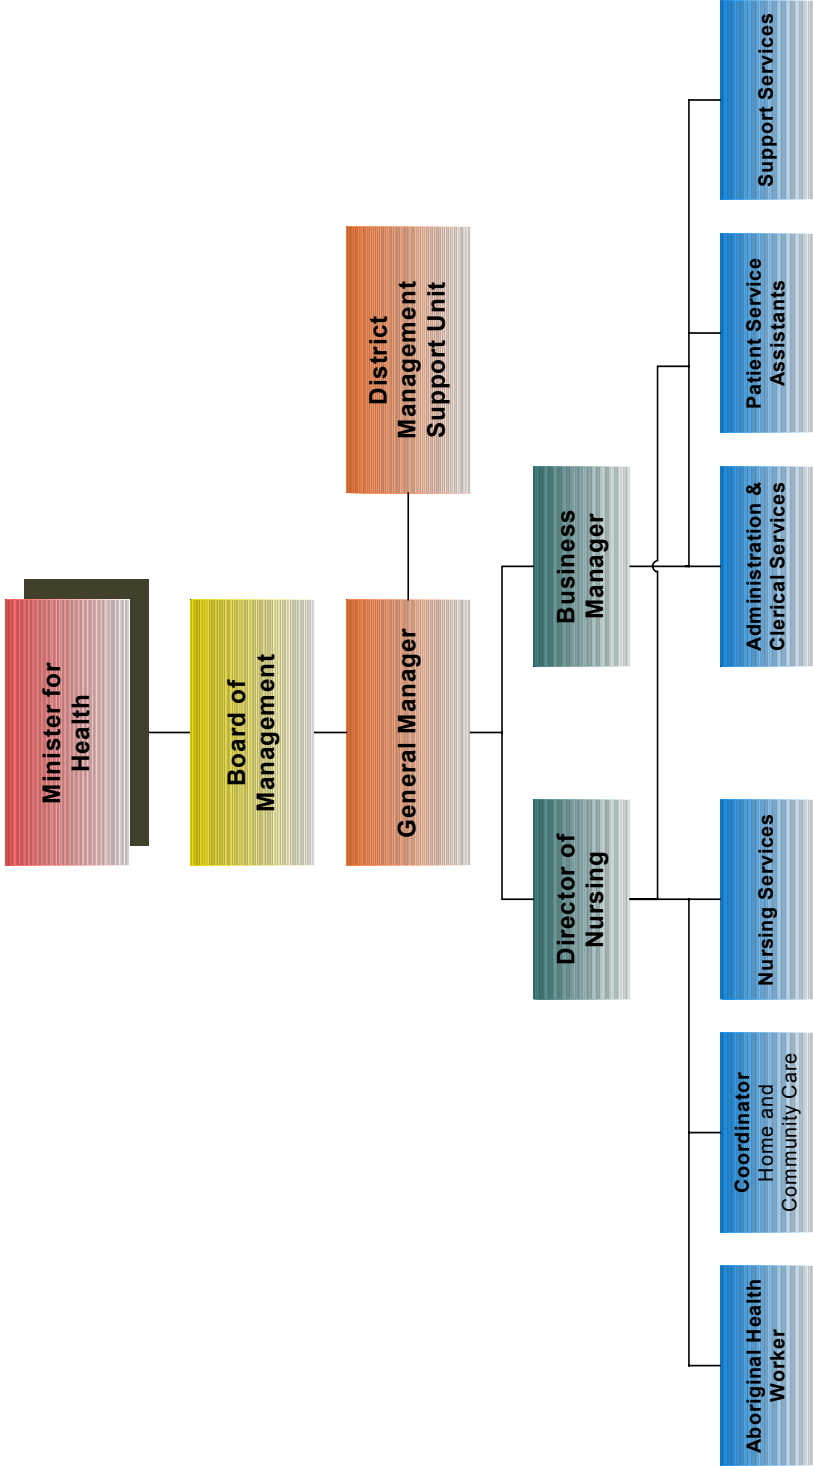 Minister for
Health
Board of
Management
General Manager
District
Management
Support Unit
Director of
Nursing
Business
Manager
Aboriginal Health
Worker
Coordinator
Home and
Community Care
Nursing Services
Administration &
Clerical Services
Patient Service
Assistants
Support Services